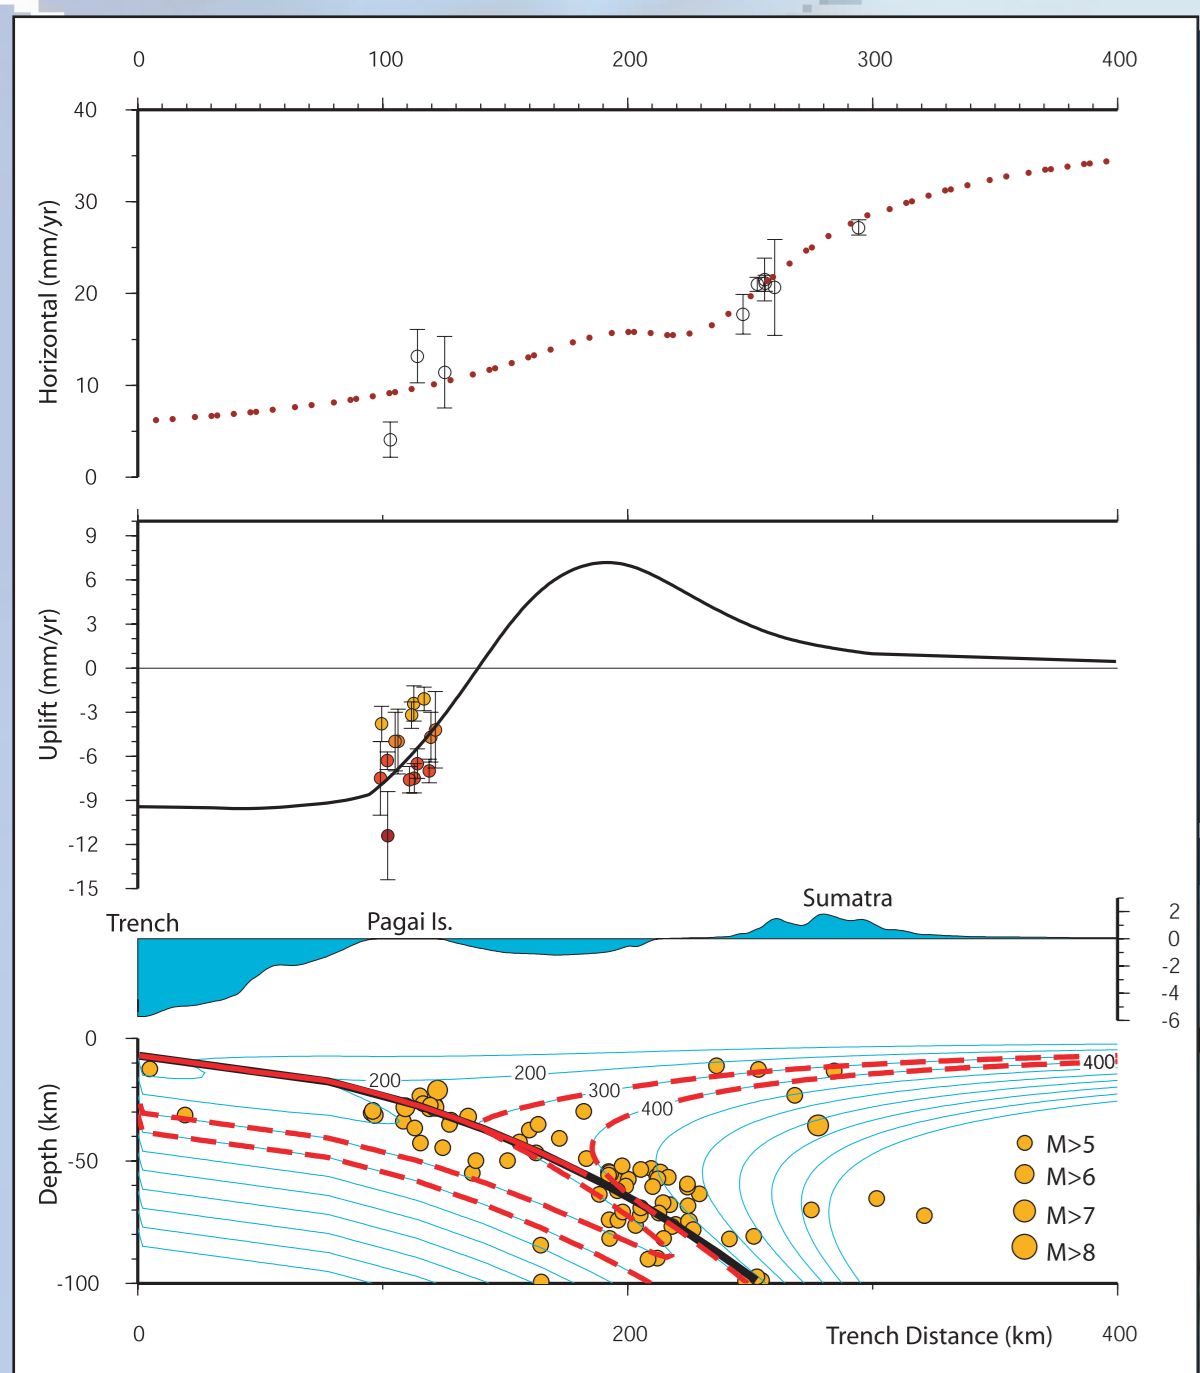 0 100 200 300 400
40
30
20
10
0
Horizontal (mm/yr)
9
6
3
0
-3
-6
-9
-12
-15
Uplift (mm/yr)
Trench
Pagai Is.
Sumatra
2
0
-2
-4
-6
0
-50
-100
Depth (km)
200
200
300
400
400
M>5
M>6
M>7
M>8
0 200 Trench Distance (km) 400